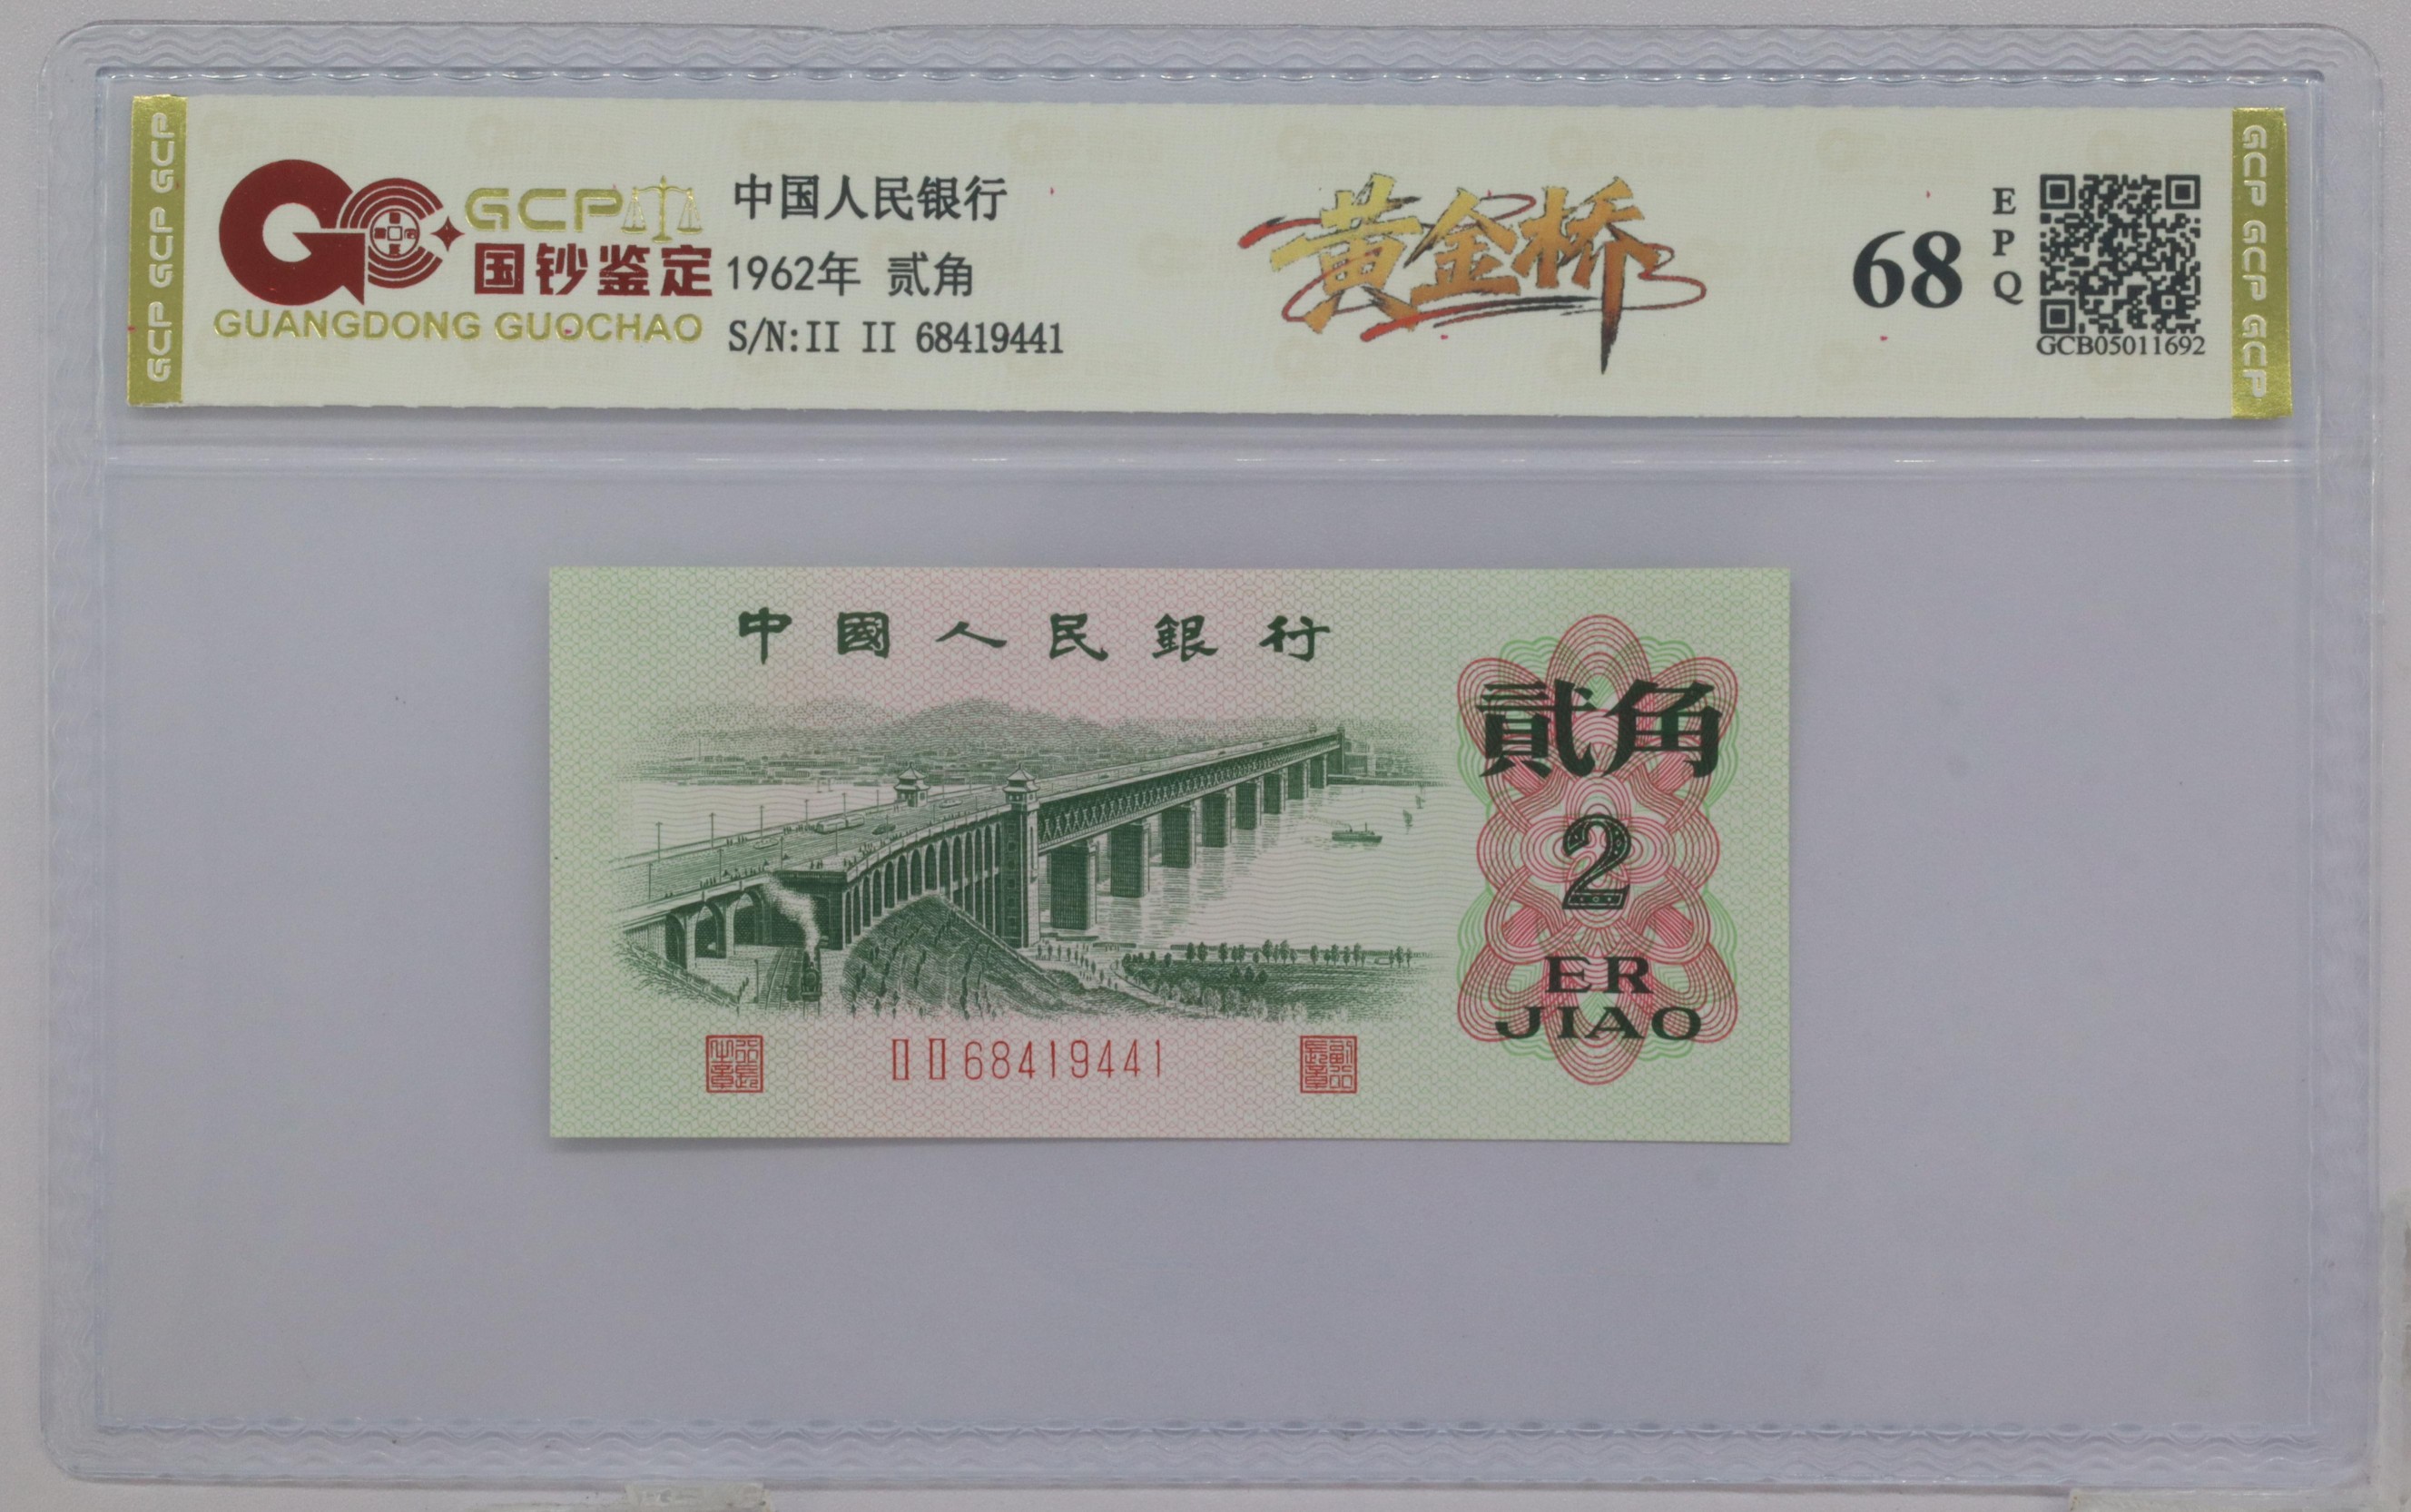 GCP GCP GCP
GCP
国钞鉴定
GUANGDONG GUOCHAO
中国人民银行
1962年 贰角
S/N:II II 68419441
黄金桥
68
EPQ
GCB05011692
GCP GCP GCP
中國人民銀行
貳角
2
ER
JIAO
II II 68419441